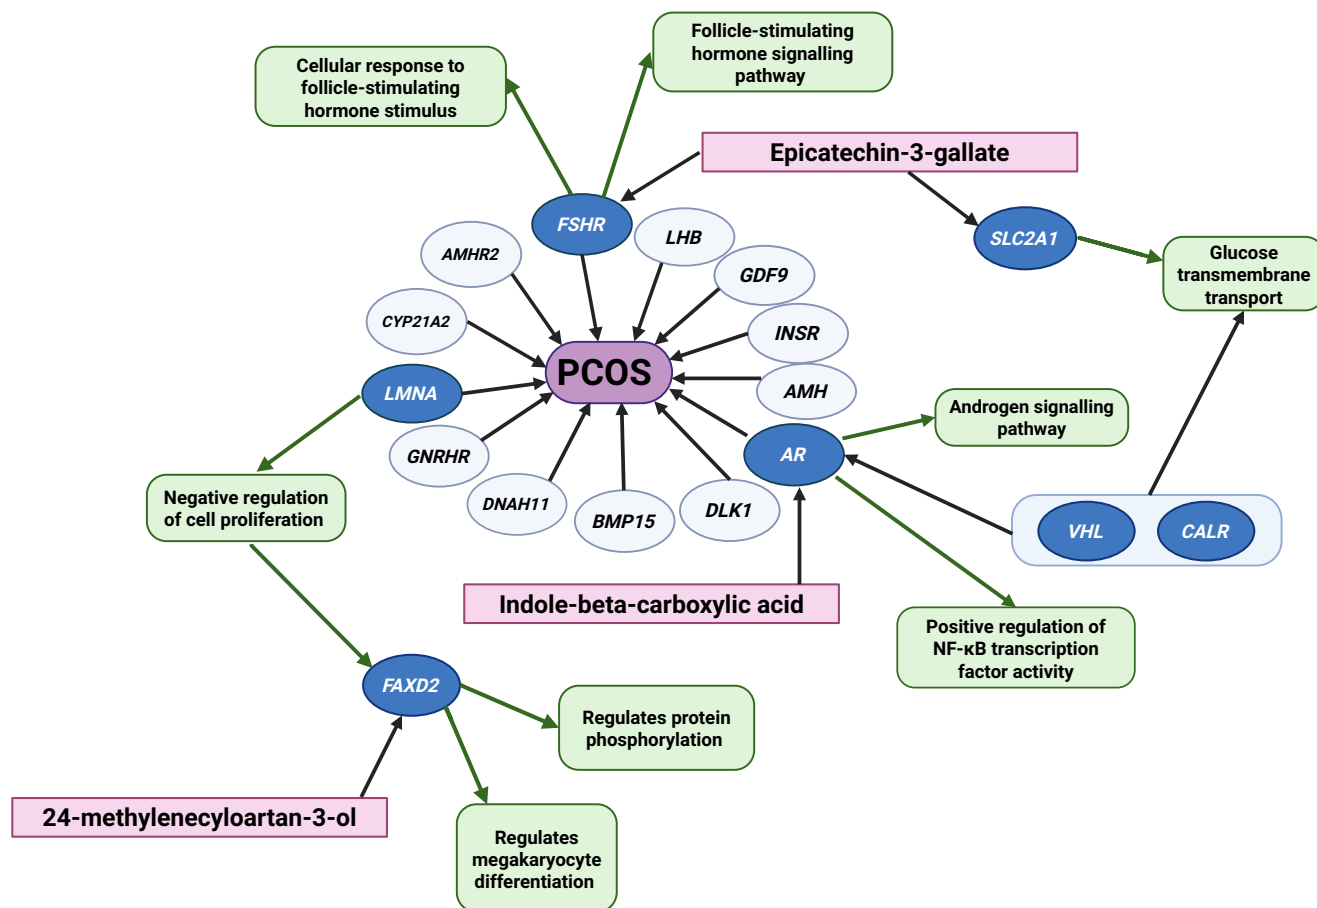 Follicle-stimulating
hormone signalling
pathway
Cellular response to
follicle-stimulating
hormone stimulus
Epicatechin-3-gallate
FSHR
LHB
SLC2A1
AMHR2
GDF9
Glucose
transmembrane
transport
CYP21A2
INSR
PCOS
LMNA
AMH
Androgen signalling
pathway
GNRHR
AR
Negative regulation
of cell proliferation
DNAH11
BMP15
DLK1
VHL
CALR
Indole-beta-carboxylic acid
Positive regulation of
NF-κB transcription
factor activity
FAXD2
Regulates protein
phosphorylation
24-methylenecyloartan-3-ol
Regulates
megakaryocyte
differentiation